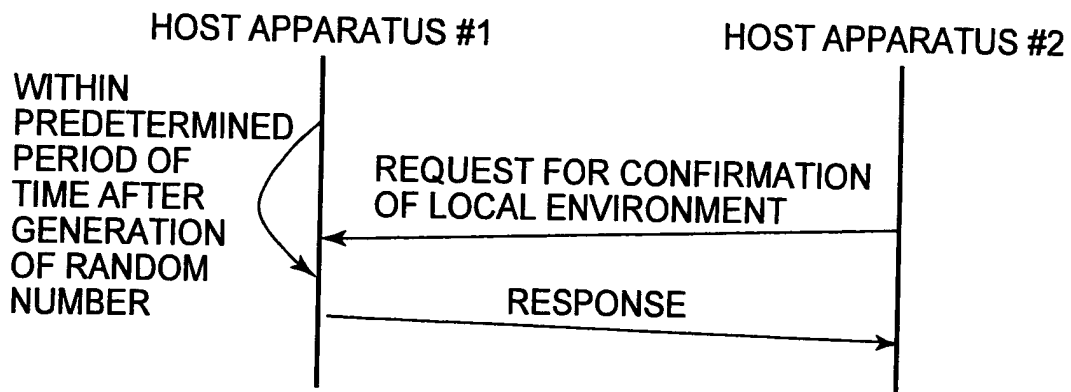 HOST APPARATUS #1
HOST APPARATUS #2
WITHIN
PREDETERMINED
PERIOD OF
TIME AFTER
GENERATION
OF RANDOM
NUMBER
REQUEST FOR CONFIRMATION
OF LOCAL ENVIRONMENT
RESPONSE